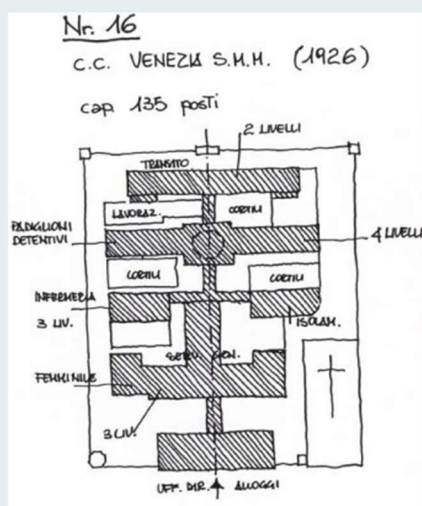 Nr. 16
C.C. VENEZIA S.M.M. (1926)
cap. 135 posti
2 LIVELLI
TRANSITO
LAVORAZ.
CORTILI
PADIGLIONI
DETENTIVI
4 LIVELLI
CORTILI
CORTILI
INFERMERIA
3 LIV.
ISOLAM.
SERV. GEN.
FEMMINILE
3 LIV.
UFF. DIR. ALLOGGI